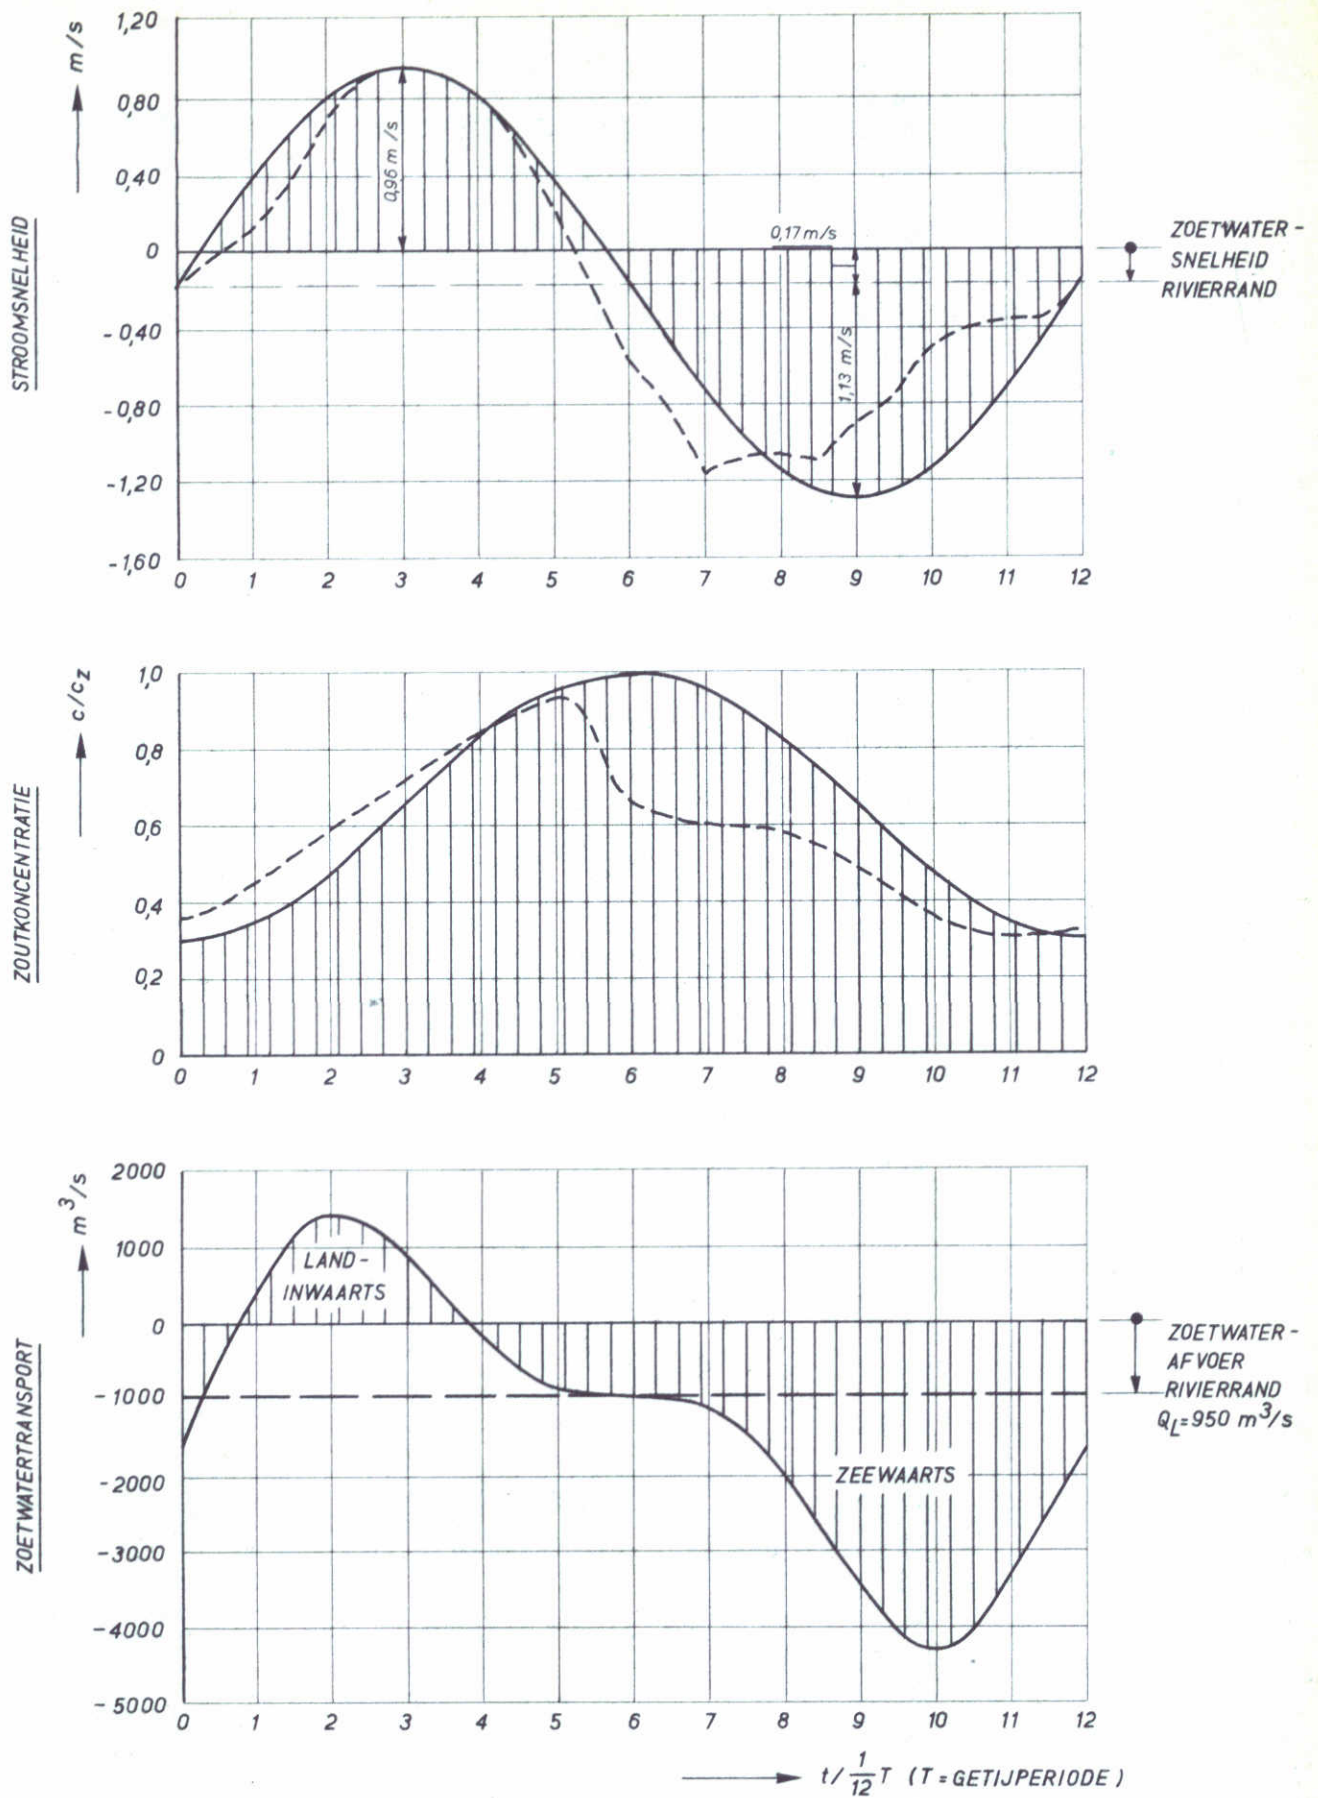 STROOMSNELHEID
m/s
1,20
0,80
0,40
0
-0,40
-0,80
-1,20
-1,60
0,96 m/s
0,17 m/s
1,13 m/s
ZOETWATER-
SNELHEID
RIVIERRAND
0 1 2 3 4 5 6 7 8 9 10 11 12
ZOUTKONCENTRATIE
c/cz
1,0
0,8
0,6
0,4
0,2
0
0 1 2 3 4 5 6 7 8 9 10 11 12
ZOETWATERTRANSPORT
m³/s
2000
1000
0
-1000
-2000
-3000
-4000
-5000
LAND-
INWAARTS
ZEEWAARTS
ZOETWATER-
AFVOER
RIVIERRAND
QL=950 m³/s
0 1 2 3 4 5 6 7 8 9 10 11 12
t/ 1/12 T (T=GETIJPERIODE)